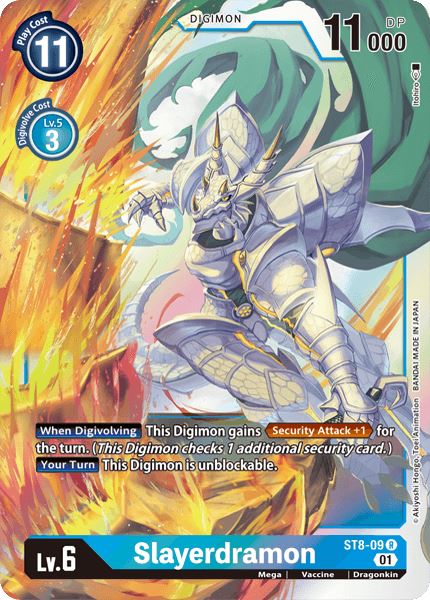 Play Cost
11
DIGIMON
11000
DP
Digivolve Cost
Lv.5
3
Itohiro
BANDAI MADE IN JAPAN
©Akiyoshi Hongo, Toei Animation
When Digivolving This Digimon gains Security Attack +1 for
the turn. (This Digimon checks 1 additional security card.)
Your Turn This Digimon is unblockable.
Lv.6
Slayerdramon
ST8-09 R
01
Mega | Vaccine | Dragonkin